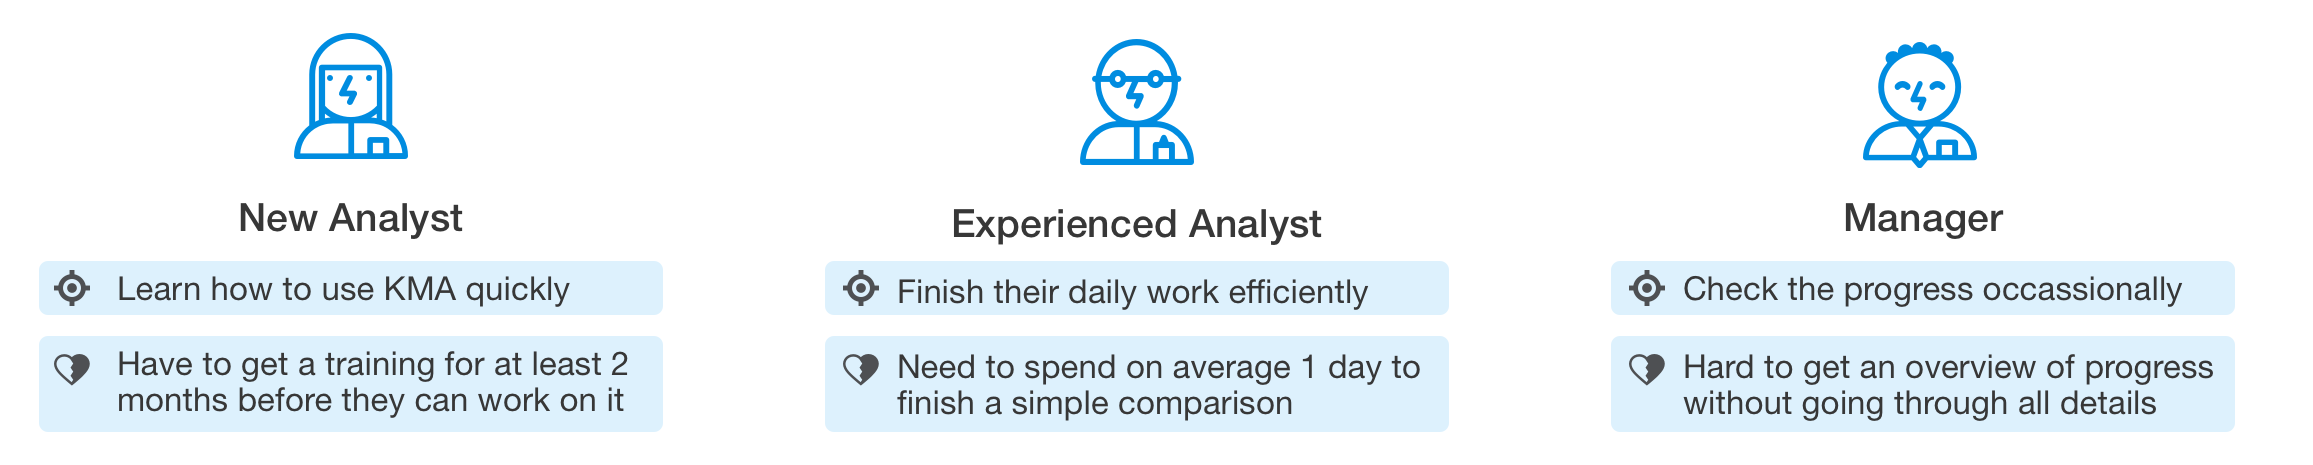 New Analyst
Learn how to use KMA quickly
Have to get a training for at least 2
months before they can work on it
Experienced Analyst
Finish their daily work efficiently
Need to spend on average 1 day to
finish a simple comparison
Manager
Check the progress occassionally
Hard to get an overview of progress
without going through all details